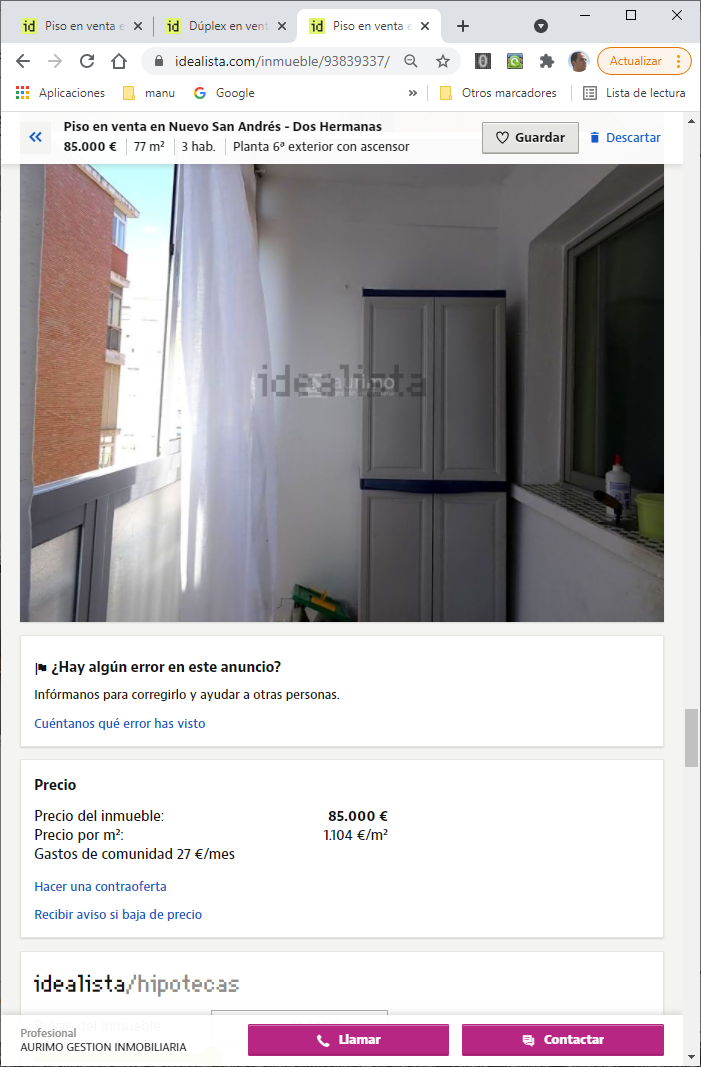 Piso en venta e
Dúplex en vent
Piso en venta e
idealista.com/inmueble/93839337/
Actualizar
Aplicaciones
manu
Google
»
Otros marcadores
Lista de lectura
Piso en venta en Nuevo San Andrés - Dos Hermanas
85.000 € 77 m² 3 hab. Planta 6ª exterior con ascensor
Guardar
Descartar
idealista
aurimo
¿Hay algún error en este anuncio?
Infórmanos para corregirlo y ayudar a otras personas.
Cuéntanos qué error has visto
Precio
Precio del inmueble: 85.000 €
Precio por m²: 1.104 €/m²
Gastos de comunidad 27 €/mes
Hacer una contraoferta
Recibir aviso si baja de precio
idealista/hipotecas
Profesional
AURIMO GESTION INMOBILIARIA
Llamar
Contactar